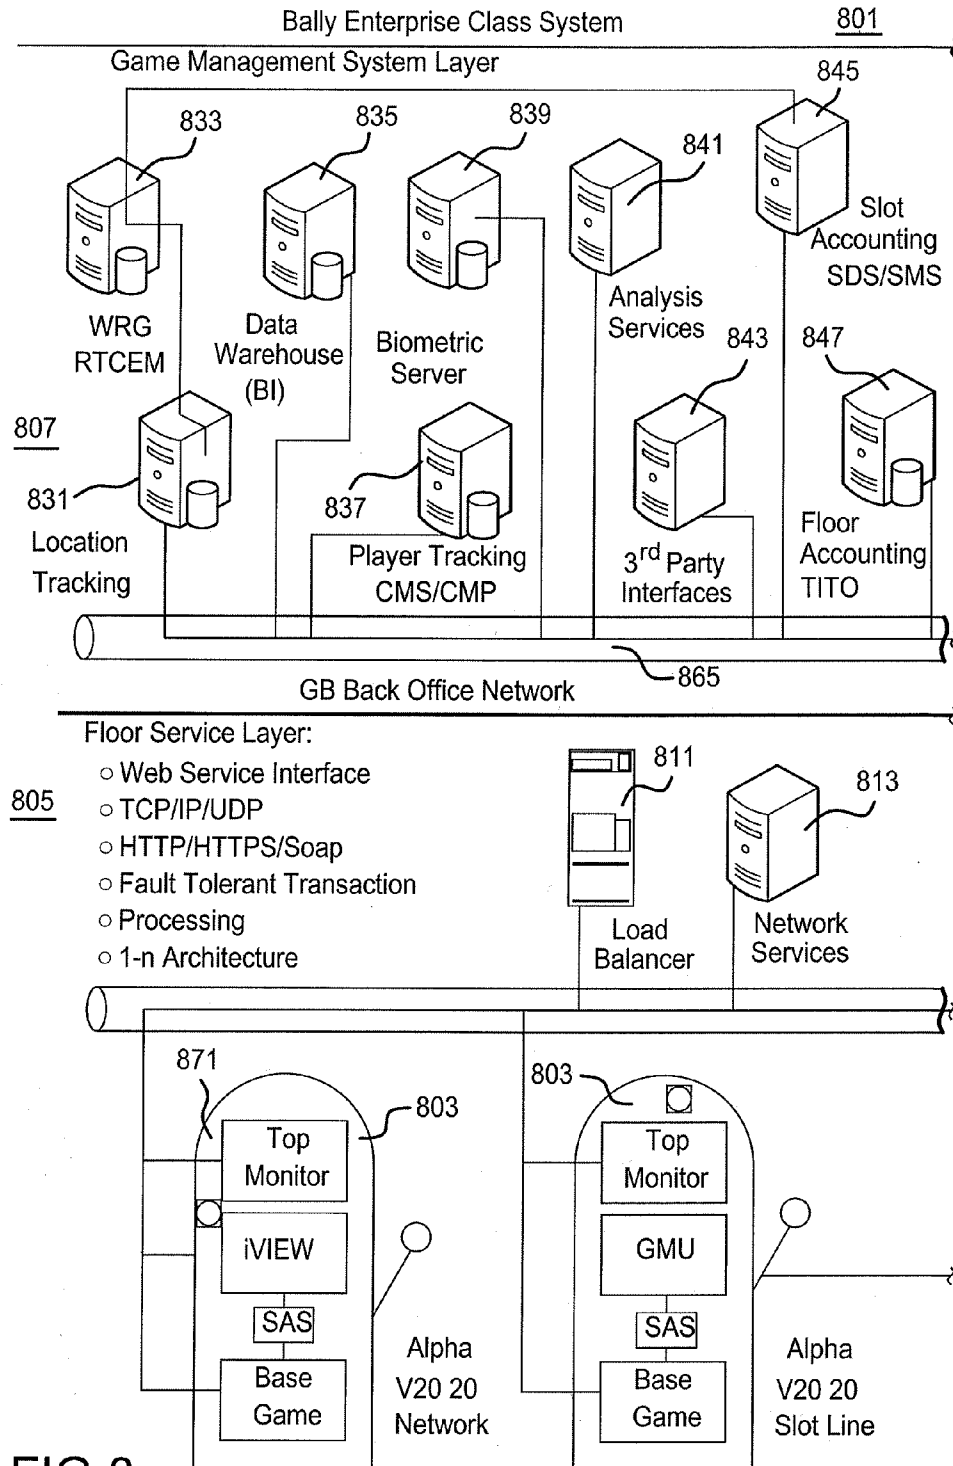 Bally Enterprise Class System 801
Game Management System Layer
845
833
835
839
841
Slot
Accounting
SDS/SMS
WRG
RTCEM
Data
Warehouse
(BI)
Biometric
Server
Analysis
Services
843
847
807
831
837
Location
Tracking
Player Tracking
CMS/CMP
3rd Party
Interfaces
Floor
Accounting
TITO
865
GB Back Office Network
Floor Service Layer:
805
○ Web Service Interface
○ TCP/IP/UDP
○ HTTP/HTTPS/Soap
○ Fault Tolerant Transaction
○ Processing
○ 1-n Architecture
811
813
Load
Balancer
Network
Services
871
803
Top
Monitor
iVIEW
SAS
Base
Game
Alpha
V20 20
Network
803
Top
Monitor
GMU
SAS
Base
Game
Alpha
V20 20
Slot Line